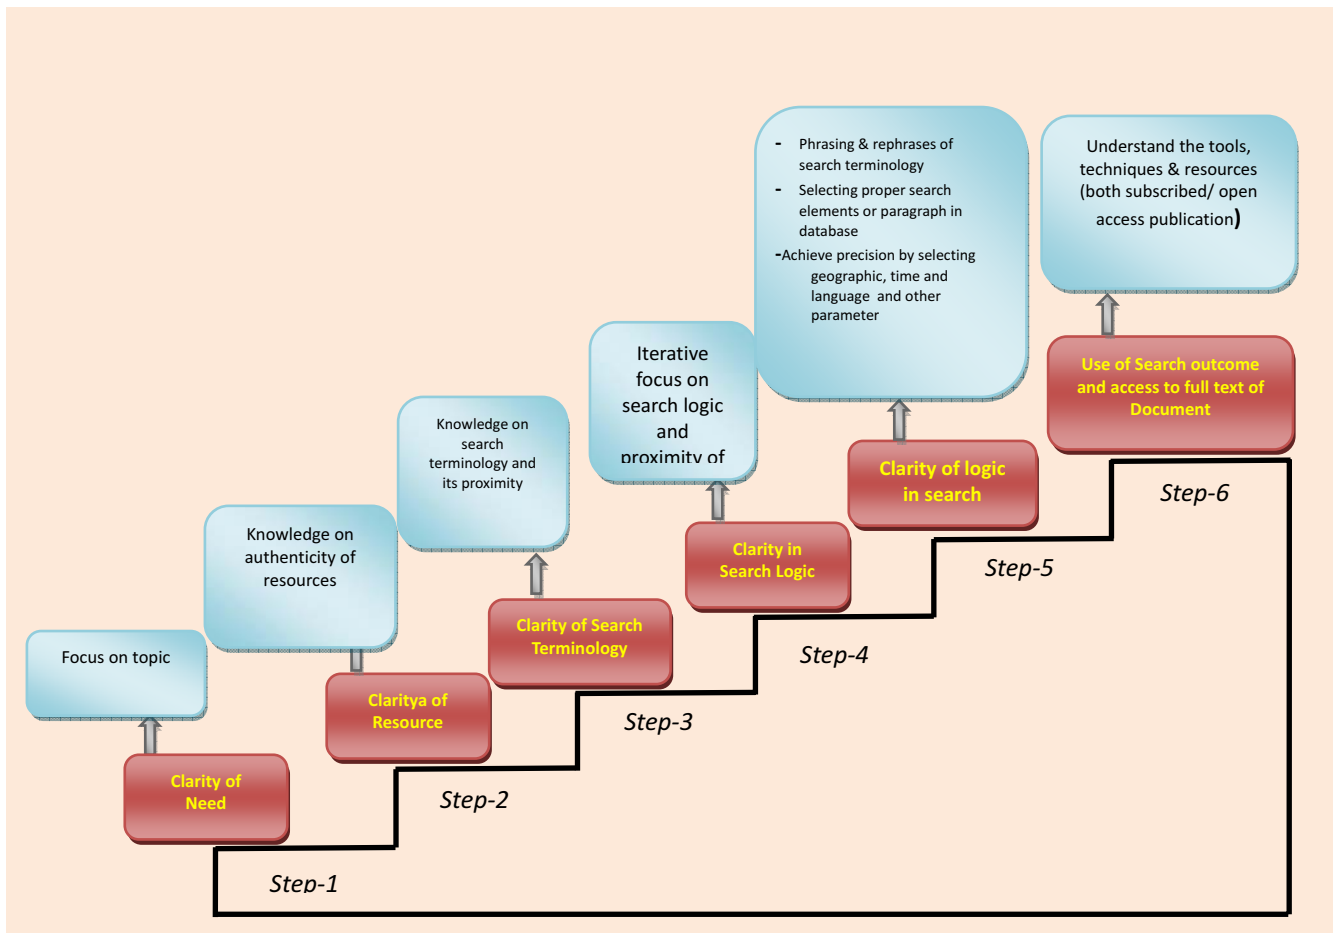 Focus on topic
Clarity of
Need
Step-1
Knowledge on
authenticity of
resources
Claritya of
Resource
Step-2
Knowledge on
search
terminology and
its proximity
Clarity of Search
Terminology
Step-3
Iterative
focus on
search logic
and
proximity of
Clarity in
Search Logic
Step-4
- Phrasing & rephrases of
search terminology
- Selecting proper search
elements or paragraph in
database
-Achieve precision by selecting
geographic, time and
language and other
parameter
Clarity of logic
in search
Step-5
Understand the tools,
techniques & resources
(both subscribed/ open
access publication)
Use of Search outcome
and access to full text of
Document
Step-6